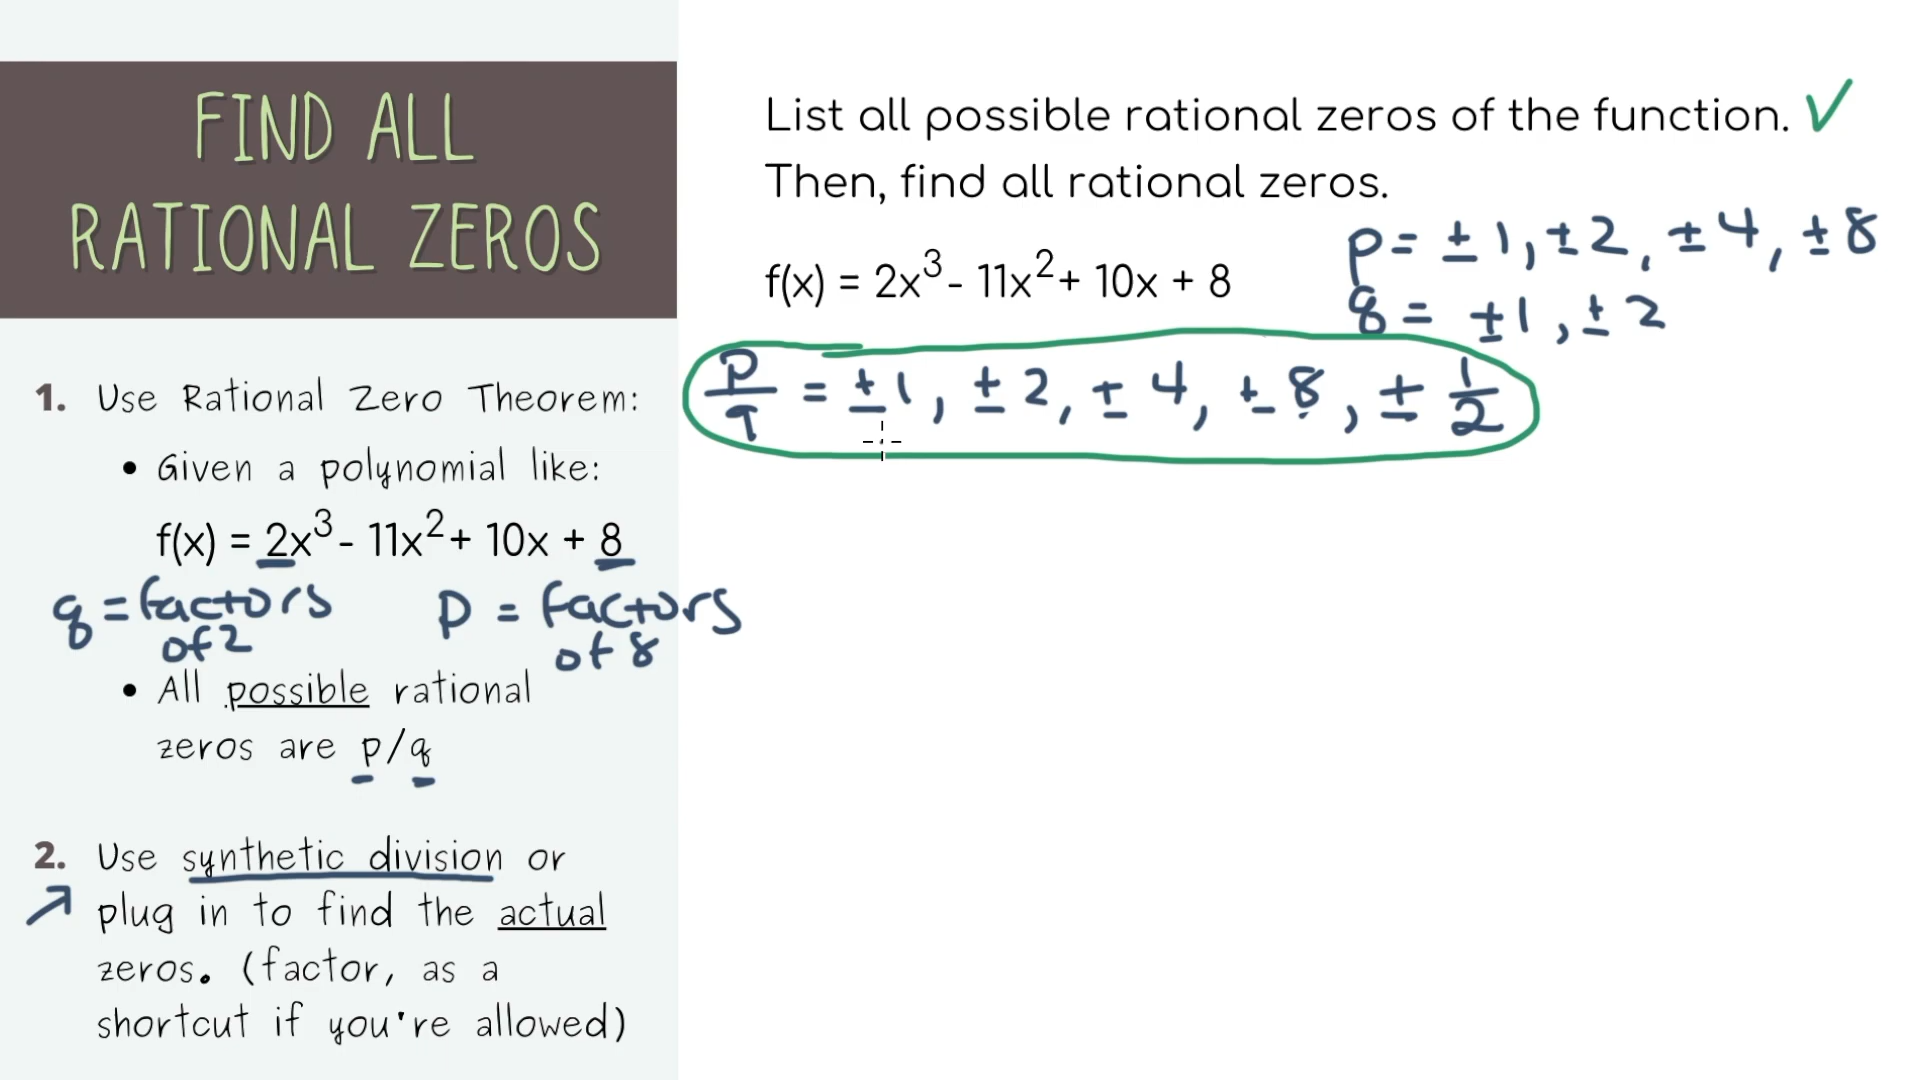 FIND ALL
RATIONAL ZEROS
1. Use Rational Zero Theorem:
• Given a polynomial like:
f(x) = 2x³- 11x²+ 10x + 8
q = factors of 2
p = factors of 8
• All possible rational
zeros are p/q
2. Use synthetic division or
plug in to find the actual
zeros. (factor, as a
shortcut if you're allowed)
List all possible rational zeros of the function. ✓
Then, find all rational zeros.
f(x) = 2x³- 11x²+ 10x + 8
p = ±1, ±2, ±4, ±8
q = ±1, ±2
p/q = ±1, ±2, ±4, ±8, ±1/2